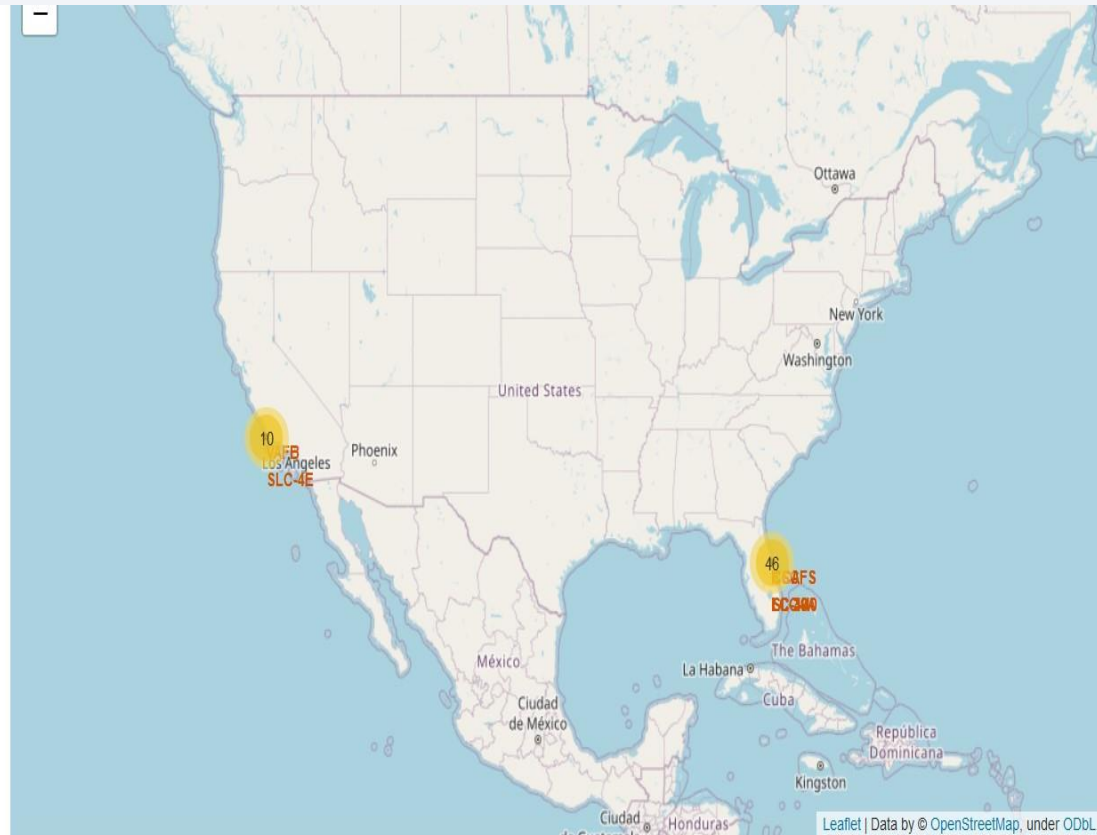 −
Ottawa
New York
Washington
United States
10
VAFB
Los Angeles
SLC-4E
Phoenix
46
The Bahamas
La Habana
Cuba
México
Ciudad
de México
República
Dominicana
Kingston
Ciudad
Honduras
Leaflet | Data by © OpenStreetMap, under ODbL.